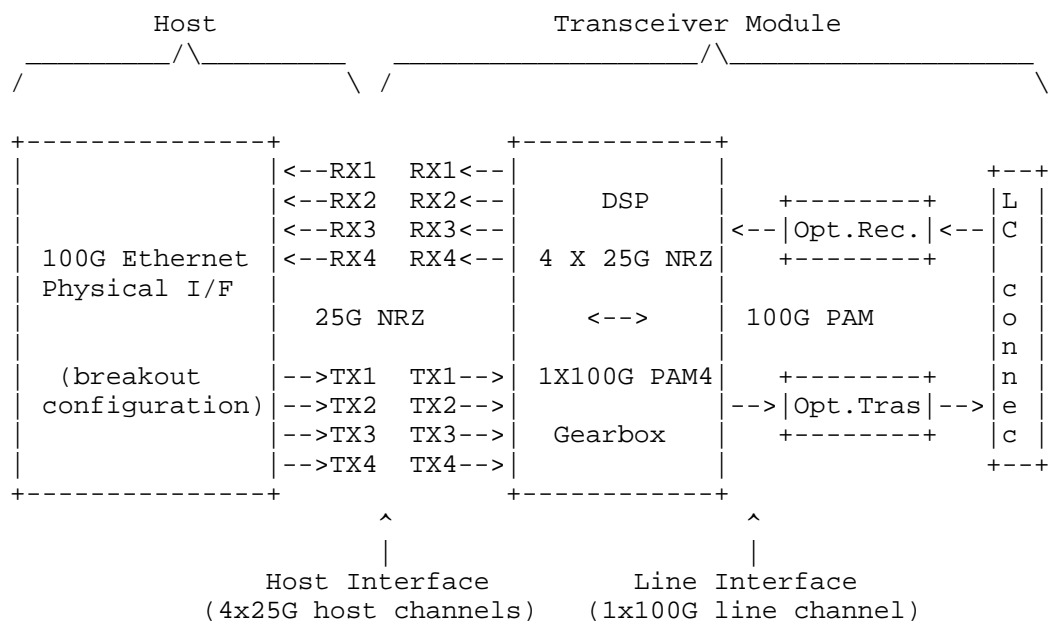 Host Transceiver Module
<--RX1 RX1<--
<--RX2 RX2<-- DSP +--------+ L
<--RX3 RX3<-- <--|Opt.Rec.|<-- C
100G Ethernet <--RX4 RX4<-- 4 X 25G NRZ +--------+
Physical I/F c
25G NRZ <--> 100G PAM o
n
(breakout -->TX1 TX1--> 1X100G PAM4 +--------+ n
configuration) -->TX2 TX2--> -->|Opt.Tras|--> e
-->TX3 TX3--> Gearbox +--------+ c
-->TX4 TX4-->
Host Interface Line Interface
(4x25G host channels) (1x100G line channel)